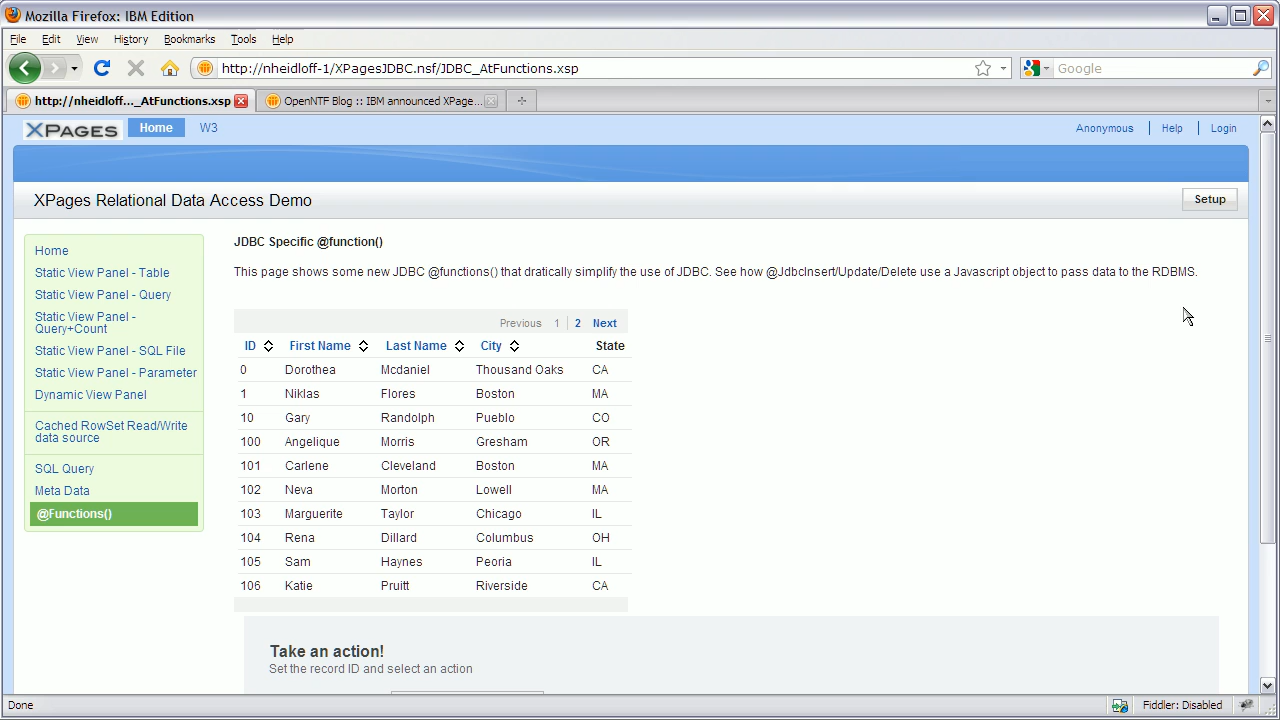 Mozilla Firefox: IBM Edition
File Edit View History Bookmarks Tools Help
http://nheidloff-1/XPagesJDBC.nsf/JDBC_AtFunctions.xsp
Google
http://nheidloff..._AtFunctions.xsp
OpenNTF Blog :: IBM announced XPage...
XPAGES Home W3 Anonymous Help Login
XPages Relational Data Access Demo
Setup
Home
Static View Panel - Table
Static View Panel - Query
Static View Panel -
Query+Count
Static View Panel - SQL File
Static View Panel - Parameter
Dynamic View Panel
Cached RowSet Read/Write
data source
SQL Query
Meta Data
@Functions()
JDBC Specific @function()
This page shows some new JDBC @functions() that dratically simplify the use of JDBC. See how @JdbcInsert/Update/Delete use a Javascript object to pass data to the RDBMS.
Previous 1 2 Next
ID First Name Last Name City State
0 Dorothea Mcdaniel Thousand Oaks CA
1 Niklas Flores Boston MA
10 Gary Randolph Pueblo CO
100 Angelique Morris Gresham OR
101 Carlene Cleveland Boston MA
102 Neva Morton Lowell MA
103 Marguerite Taylor Chicago IL
104 Rena Dillard Columbus OH
105 Sam Haynes Peoria IL
106 Katie Pruitt Riverside CA
Take an action!
Set the record ID and select an action
Done
Fiddler: Disabled